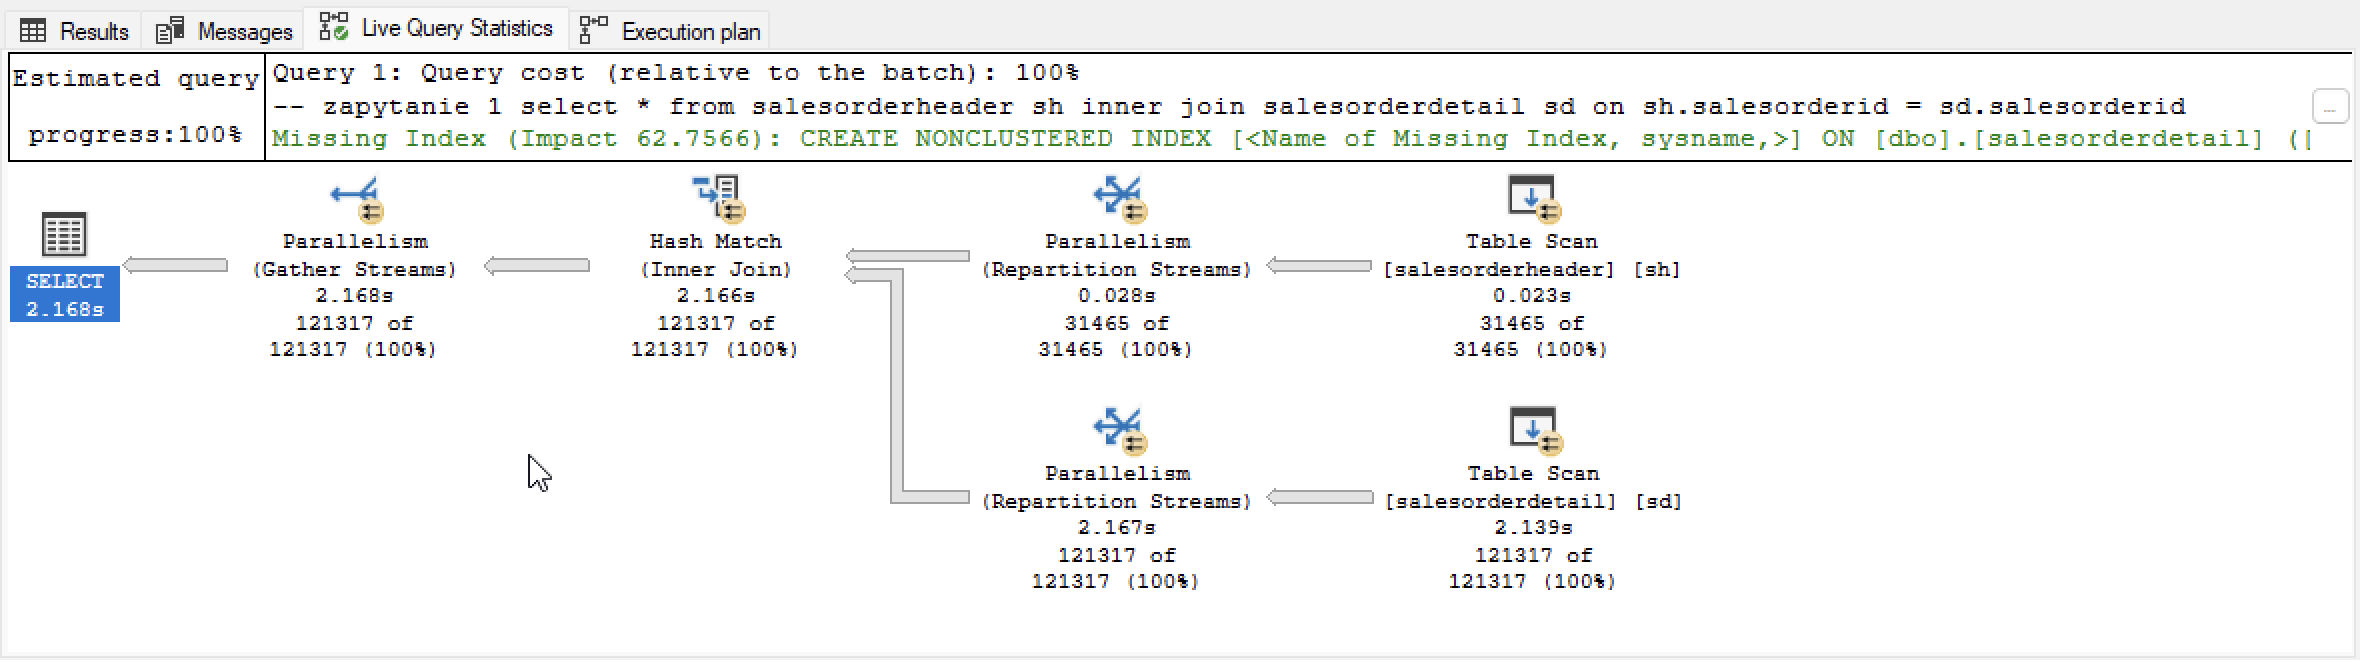 Results
Messages
Live Query Statistics
Execution plan
Estimated query
progress:100%
Query 1: Query cost (relative to the batch): 100%
-- zapytanie 1 select * from salesorderheader sh inner join salesorderdetail sd on sh.salesorderid = sd.salesorderid
...
Missing Index (Impact 62.7566): CREATE NONCLUSTERED INDEX [<Name of Missing Index, sysname,>] ON [dbo].[salesorderdetail] ([
SELECT
2.168s
Parallelism
(Gather Streams)
2.168s
121317 of
121317 (100%)
Hash Match
(Inner Join)
2.166s
121317 of
121317 (100%)
Parallelism
(Repartition Streams)
0.028s
31465 of
31465 (100%)
Table Scan
[salesorderheader] [sh]
0.023s
31465 of
31465 (100%)
Parallelism
(Repartition Streams)
2.167s
121317 of
121317 (100%)
Table Scan
[salesorderdetail] [sd]
2.139s
121317 of
121317 (100%)